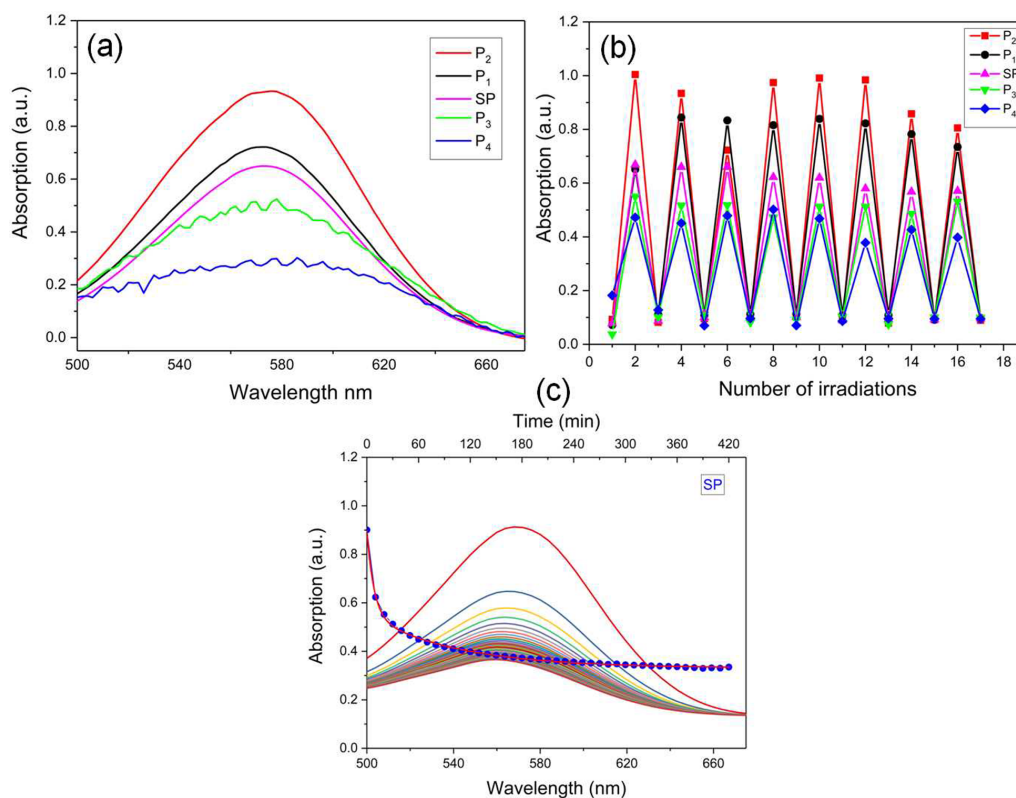 (a)
P2
P1
SP
P3
P4
1.2
1.0
0.8
0.6
0.4
0.2
0.0
Absorption (a.u.)
500 540 580 620 660
Wavelength nm
(b)
P2
P1
SP
P3
P4
1.2
1.0
0.8
0.6
0.4
0.2
0.0
Absorption (a.u.)
0 2 4 6 8 10 12 14 16 18
Number of irradiations
(c)
Time (min)
0 60 120 180 240 300 360 420
SP
1.2
1.0
0.8
0.6
0.4
0.2
0.0
Absorption (a.u.)
500 540 580 620 660
Wavelength (nm)